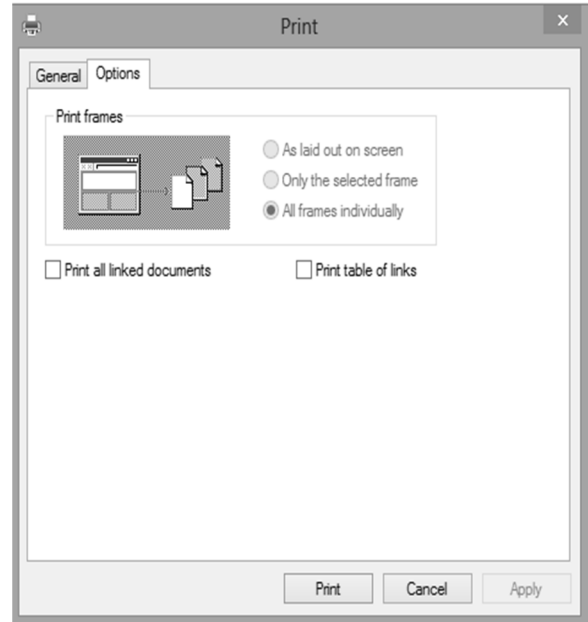 Print
General Options
Print frames
As laid out on screen
Only the selected frame
All frames individually
Print all linked documents Print table of links
Print Cancel Apply